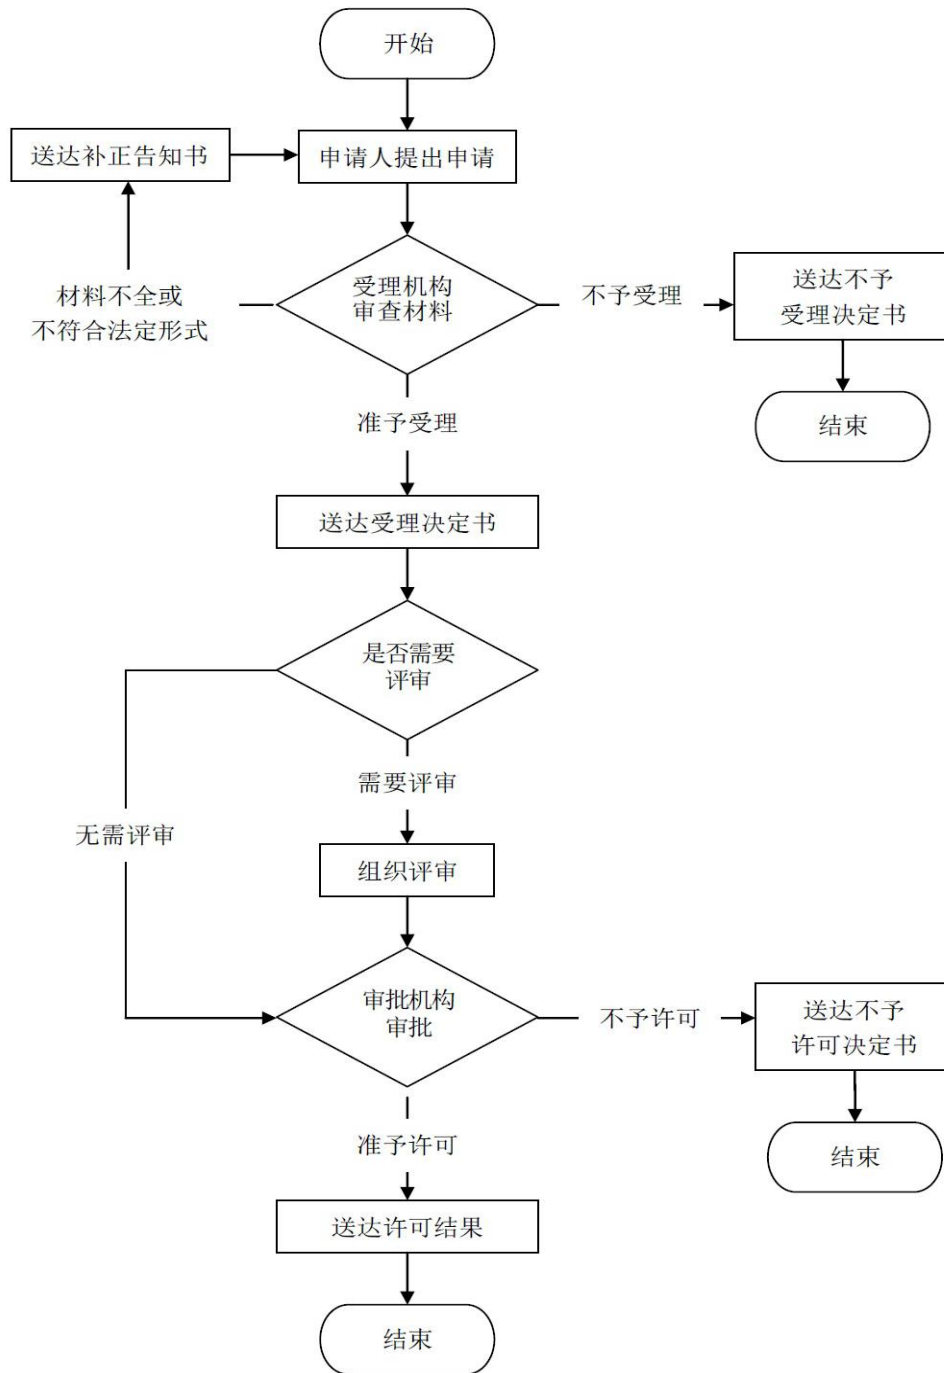 开始
送达补正告知书
申请人提出申请
材料不全或
不符合法定形式
受理机构
审查材料
不予受理
送达不予
受理决定书
结束
准予受理
送达受理决定书
是否需要
评审
需要评审
无需评审
组织评审
审批机构
审批
不予许可
送达不予
许可决定书
结束
准予许可
送达许可结果
结束